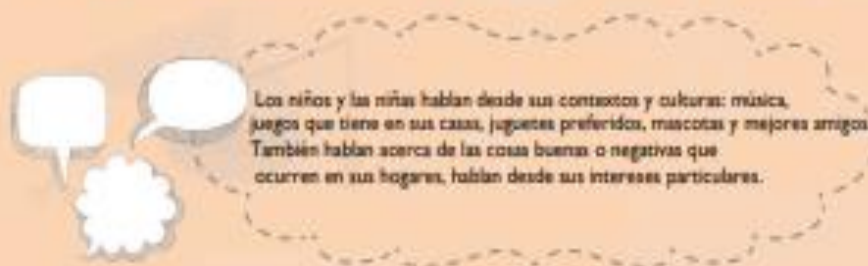 Los niños y las niñas hablan desde sus contextos y culturas: música,
juegos que tiene en sus casas, juguetes preferidos, mascotas y mejores amigos
También hablan acerca de las cosas buenas o negativas que
ocurren en sus hogares, hablan desde sus intereses particulares.